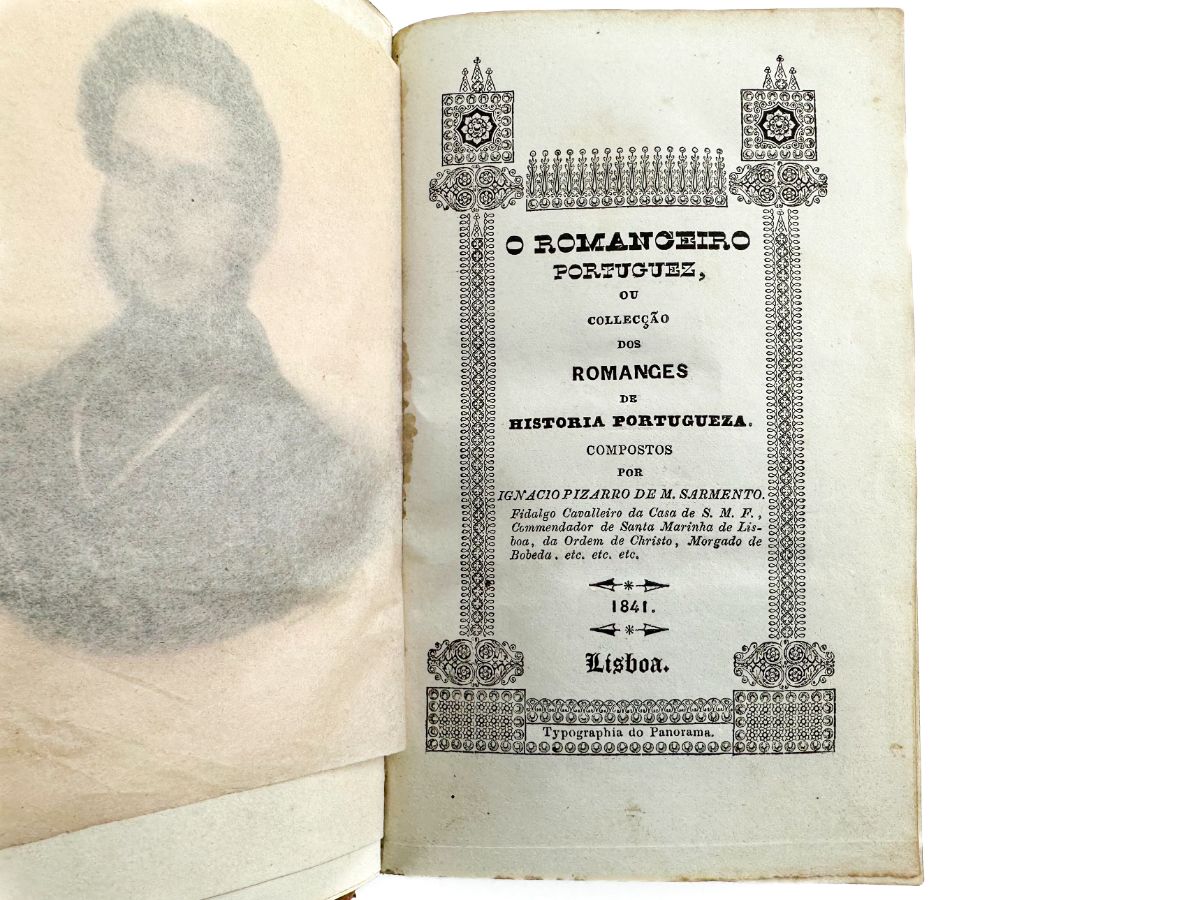 O ROMANCEIRO
PORTUGUEZ,
OU
COLLECÇÃO
DOS
ROMANCES
DE
HISTORIA PORTUGUEZA.
COMPOSTOS
POR
IGNACIO PIZARRO DE M. SARMENTO.
Fidalgo Cavalleiro da Casa de S. M. F.,
Commendador de Santa Marinha de Lis-
boa, da Ordem de Christo, Morgado de
Bobeda. etc. etc. etc.
1841.
Lisboa.
Typographia do Panorama.